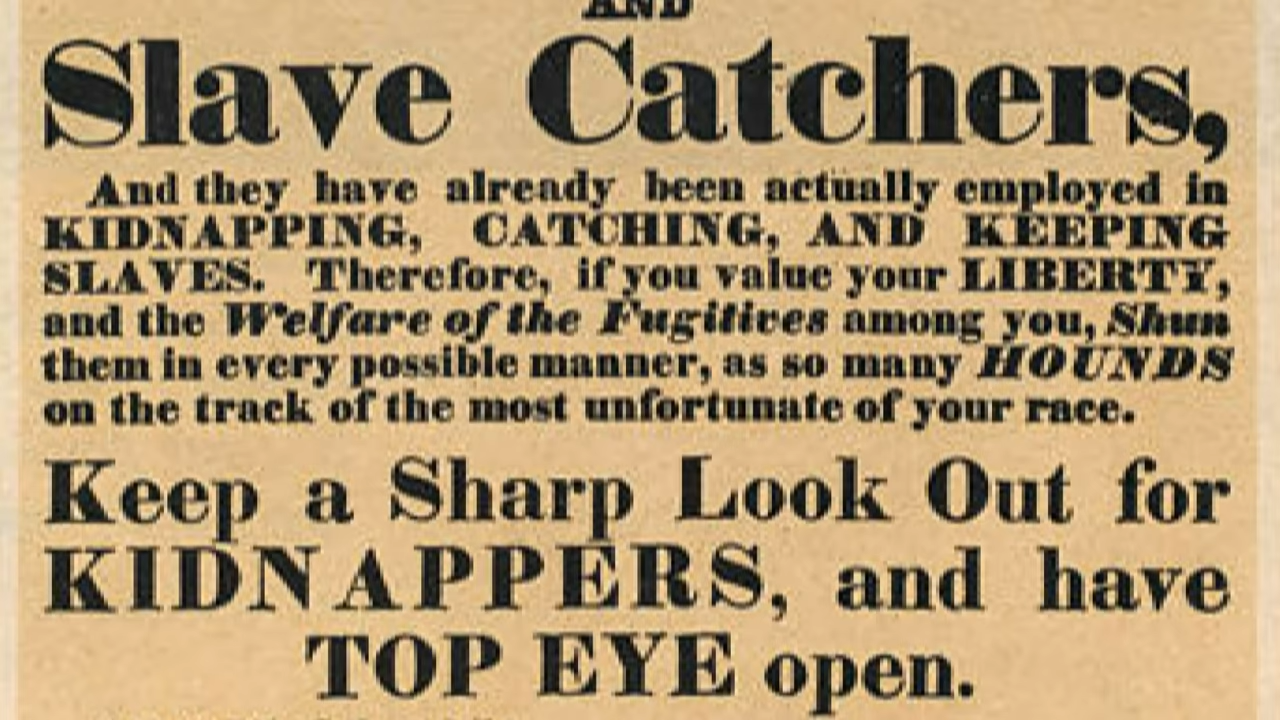 AND
Slave Catchers,
And they have already been actually employed in
KIDNAPPING, CATCHING, AND KEEPING
SLAVES. Therefore, if you value your LIBERTY,
and the Welfare of the Fugitives among you, Shun
them in every possible manner, as so many HOUNDS
on the track of the most unfortunate of your race.
Keep a Sharp Look Out for
KIDNAPPERS, and have
TOP EYE open.